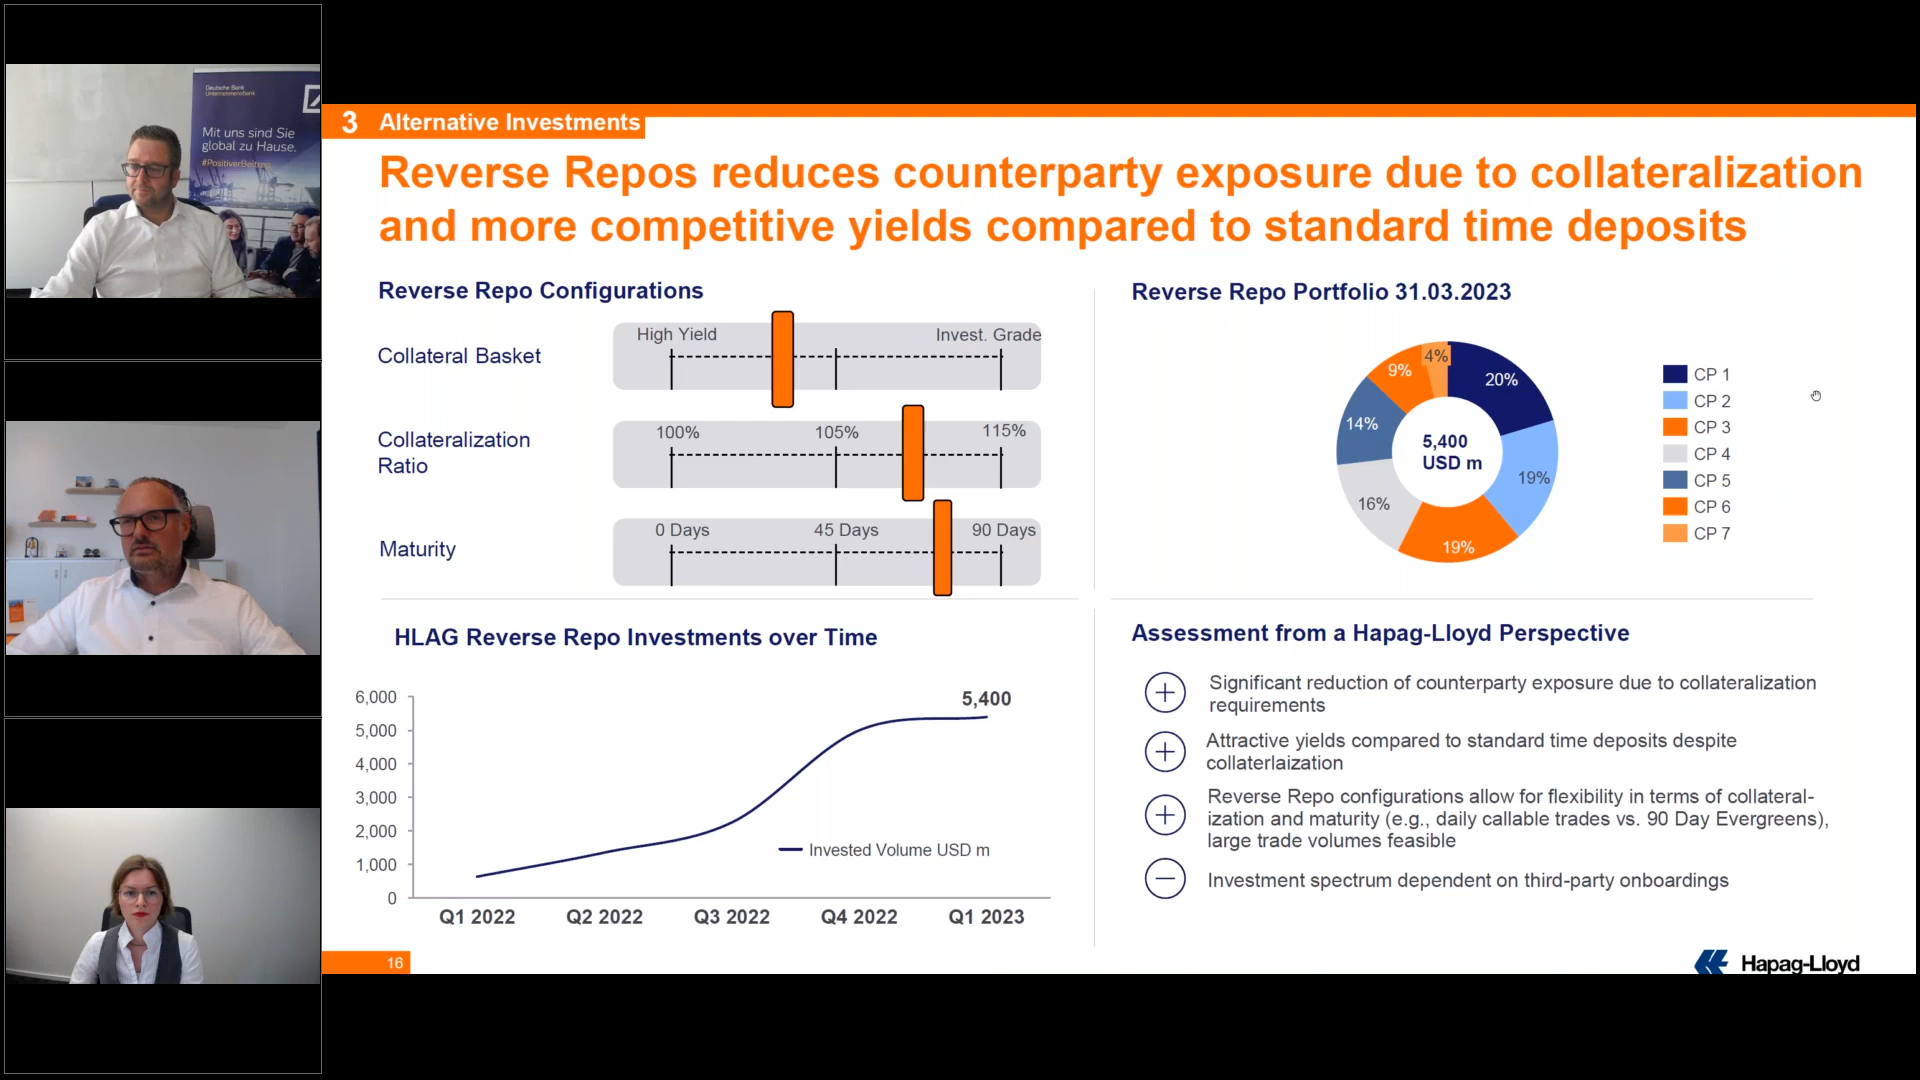 Deutsche Bank
Unternehmensbank
Mit uns sind Sie
global zu Hause.
#PositiverBeitrag
3 Alternative Investments
Reverse Repos reduces counterparty exposure due to collateralization
and more competitive yields compared to standard time deposits
Reverse Repo Configurations
Collateral Basket
High Yield
Invest. Grade
Collateralization
Ratio
100%
105%
115%
Maturity
0 Days
45 Days
90 Days
Reverse Repo Portfolio 31.03.2023
4%
9%
20%
14%
5,400
USD m
19%
16%
19%
CP 1
CP 2
CP 3
CP 4
CP 5
CP 6
CP 7
HLAG Reverse Repo Investments over Time
6,000
5,000
4,000
3,000
2,000
1,000
0
5,400
Invested Volume USD m
Q1 2022
Q2 2022
Q3 2022
Q4 2022
Q1 2023
Assessment from a Hapag-Lloyd Perspective
Significant reduction of counterparty exposure due to collateralization
requirements
Attractive yields compared to standard time deposits despite
collaterlaization
Reverse Repo configurations allow for flexibility in terms of collateral-
ization and maturity (e.g., daily callable trades vs. 90 Day Evergreens),
large trade volumes feasible
Investment spectrum dependent on third-party onboardings
16
Hapag-Lloyd